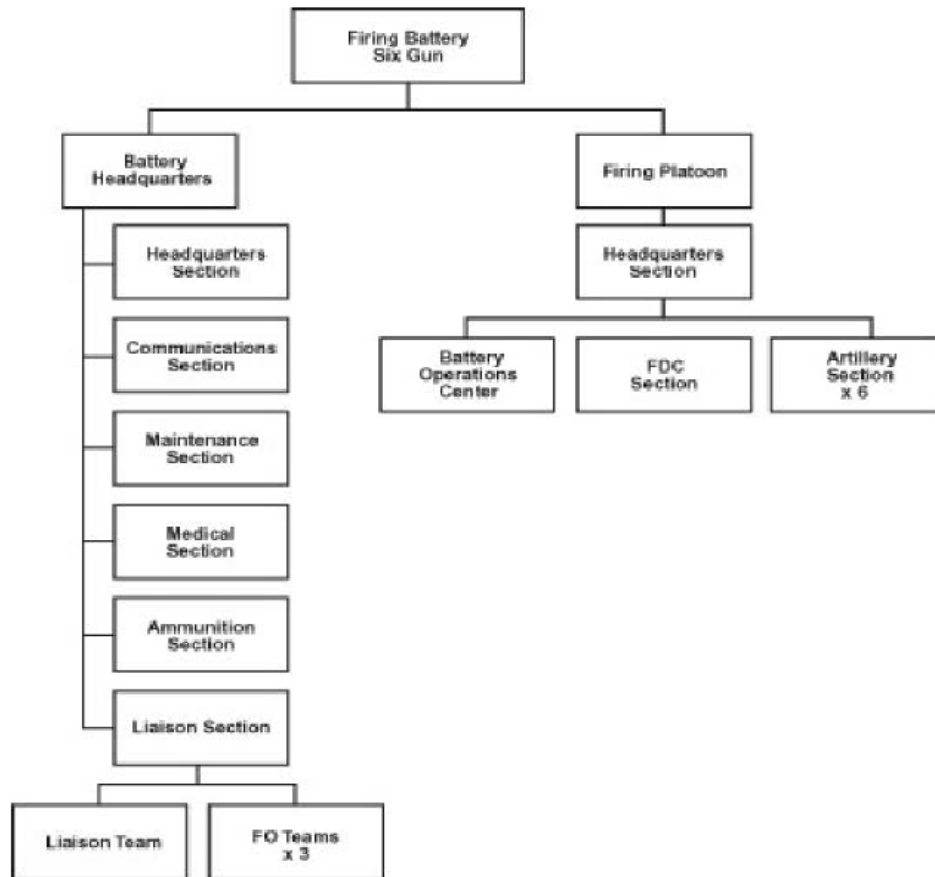 Firing Battery
Six Gun
Battery
Headquarters
Headquarters
Section
Communications
Section
Maintenance
Section
Medical
Section
Ammunition
Section
Liaison Section
Liaison Team
FO Teams
x 3
Firing Platoon
Headquarters
Section
Battery
Operations
Center
FDC
Section
Artillery
Section
x 6